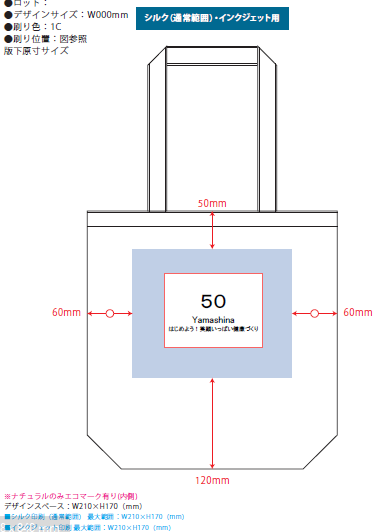 ●ロット：
●デザインサイズ：W000mm
●刷り色：1C
●刷り位置：図参照
版下原寸サイズ
シルク（通常範囲）・インクジェット用
50mm
60mm
60mm
50
Yamashina
はじめよう！笑顔いっぱい健康づくり
120mm
※ナチュラルのみエコマーク有り(内側)
デザインスペース：W210×H170（mm）
■シルク印刷（通常範囲） 最大範囲：W210×H170（mm）
■インクジェット印刷 最大範囲：W210×H170（mm）